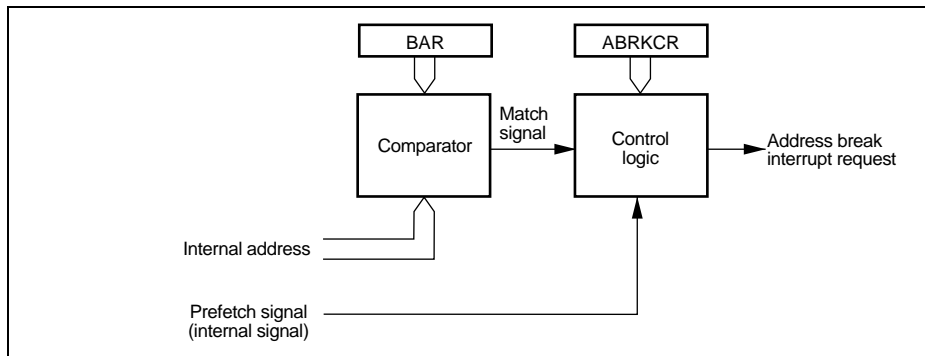 BAR
ABRKCR
Comparator
Match
signal
Control
logic
Address break
interrupt request
Internal address
Prefetch signal
(internal signal)